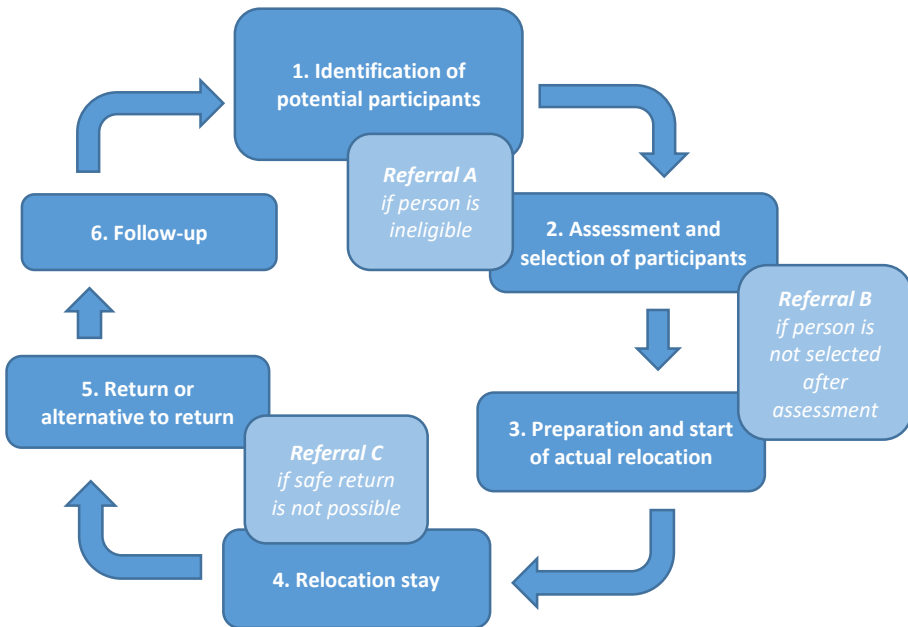 1. Identification of
potential participants
Referral A
if person is
ineligible
2. Assessment and
selection of participants
Referral B
if person is
not selected
after
assessment
3. Preparation and start
of actual relocation
4. Relocation stay
Referral C
if safe return
is not possible
5. Return or
alternative to return
6. Follow-up